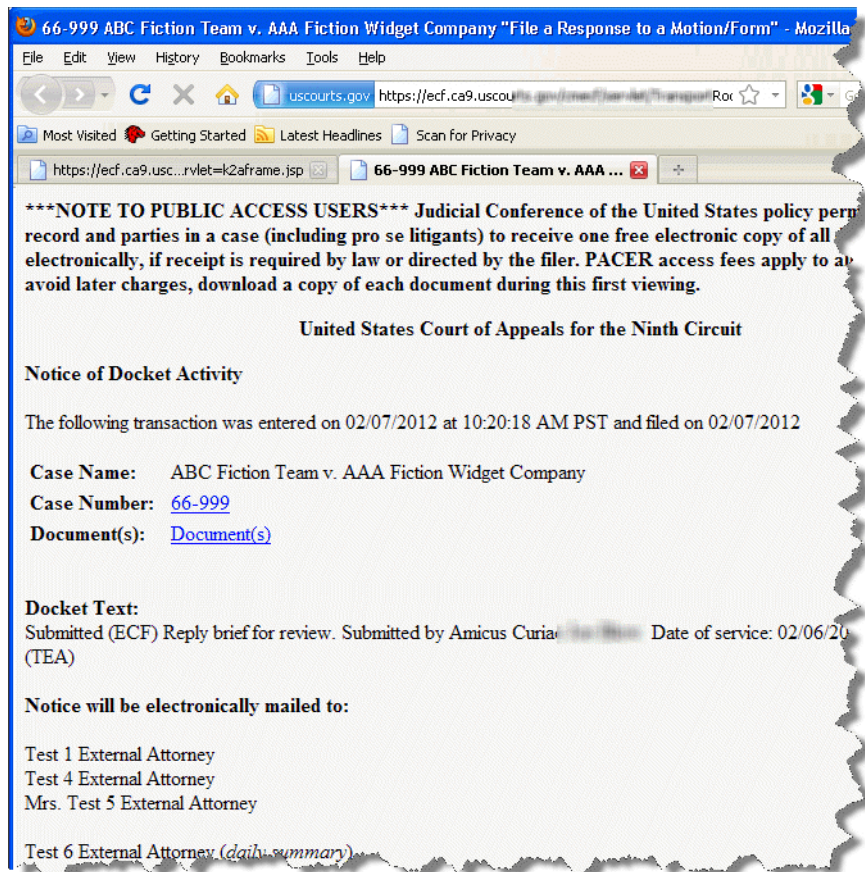 66-999 ABC Fiction Team v. AAA Fiction Widget Company "File a Response to a Motion/Form" - Mozilla
File Edit View History Bookmarks Tools Help
uscourts.gov https://ecf.ca9.uscou
Most Visited Getting Started Latest Headlines Scan for Privacy
https://ecf.ca9.usc...rvlet=k2aframe.jsp 66-999 ABC Fiction Team v. AAA ...
***NOTE TO PUBLIC ACCESS USERS*** Judicial Conference of the United States policy perm
record and parties in a case (including pro se litigants) to receive one free electronic copy of all
electronically, if receipt is required by law or directed by the filer. PACER access fees apply to
avoid later charges, download a copy of each document during this first viewing.
United States Court of Appeals for the Ninth Circuit
Notice of Docket Activity
The following transaction was entered on 02/07/2012 at 10:20:18 AM PST and filed on 02/07/2012
Case Name: ABC Fiction Team v. AAA Fiction Widget Company
Case Number: 66-999
Document(s): Document(s)
Docket Text:
Submitted (ECF) Reply brief for review. Submitted by Amicus Curia Date of service: 02/06/20
(TEA)
Notice will be electronically mailed to:
Test 1 External Attorney
Test 4 External Attorney
Mrs. Test 5 External Attorney
Test 6 External Attorney (daily summary)